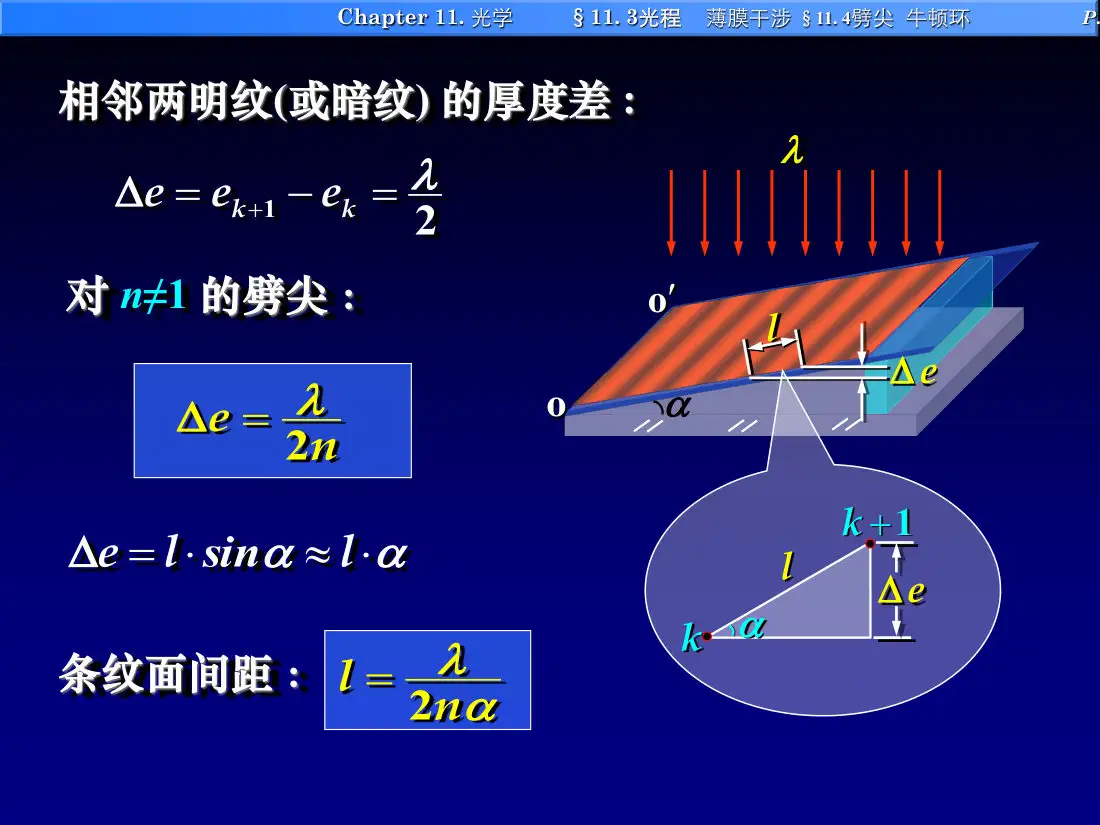 Chapter 11. 光学 §11.3光程 薄膜干涉 §11.4劈尖 牛顿环 P.
相邻两明纹(或暗纹) 的厚度差：
Δe = e_{k+1} − e_k = λ/2
对 n≠1 的劈尖：
Δe = λ/2n
Δe = l · sinα ≈ l · α
条纹面间距： l = λ/2nα
λ
o′
l
Δe
o
α
k+1
l
Δe
k
α